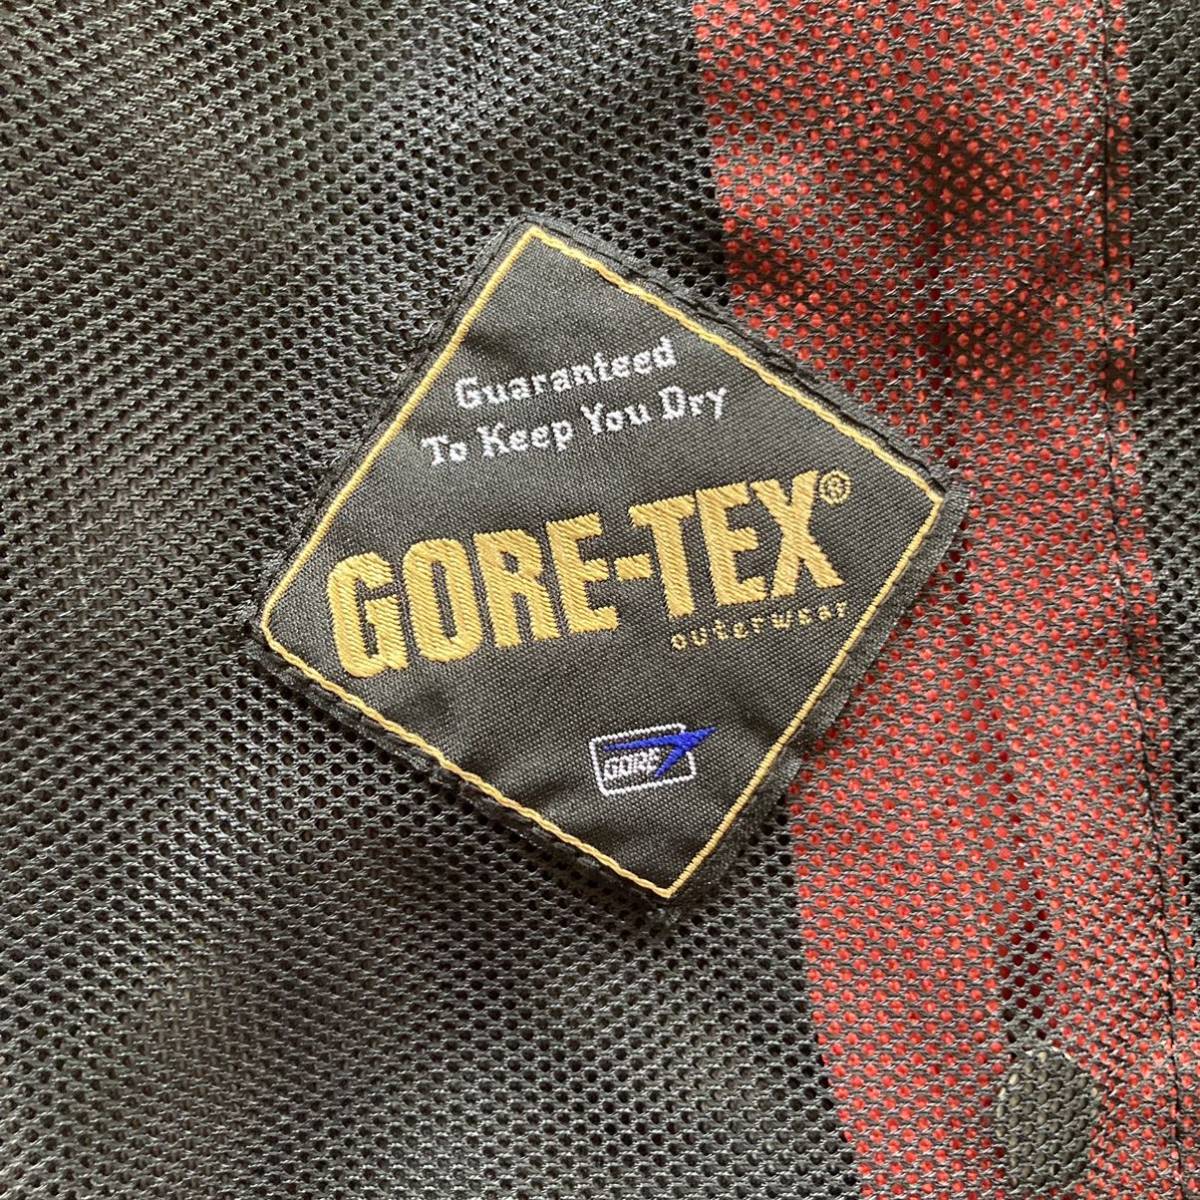 Guaranteed
To Keep You Dry
GORE-TEX®
outerwear
GORE